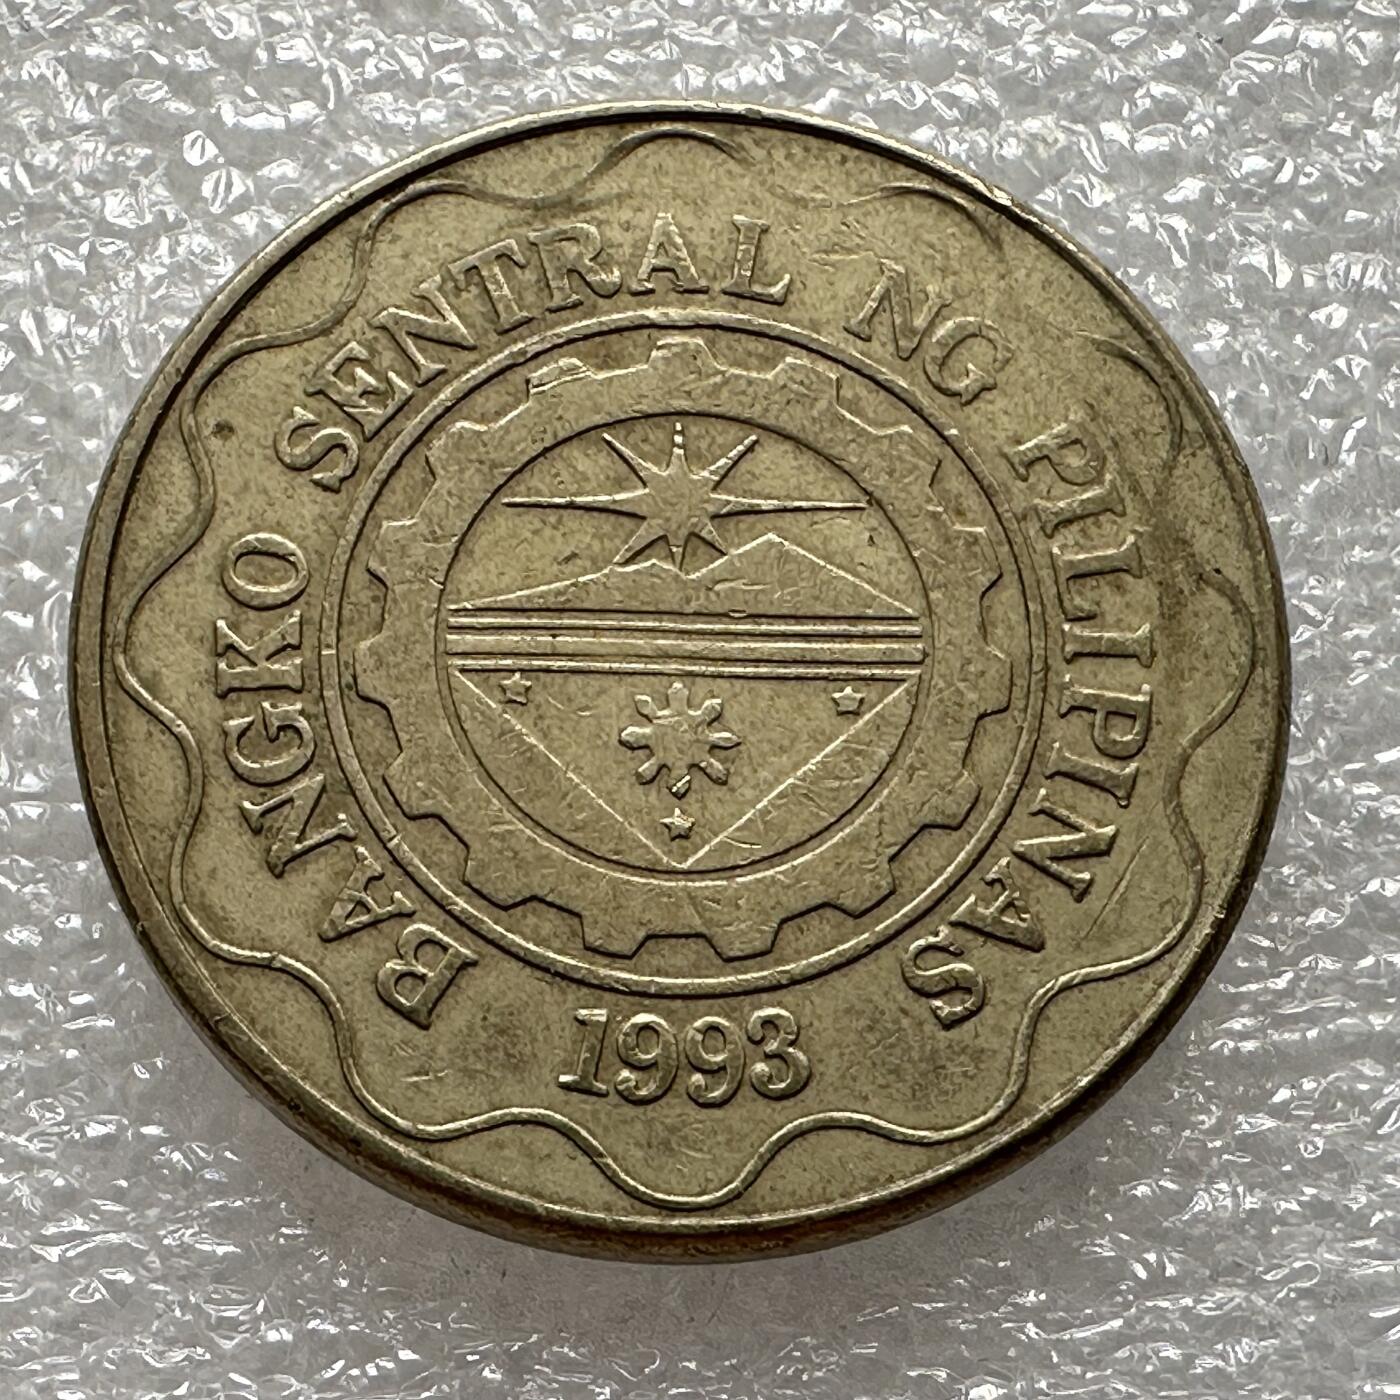 BANGKO SENTRAL NG PILIPINAS
1993